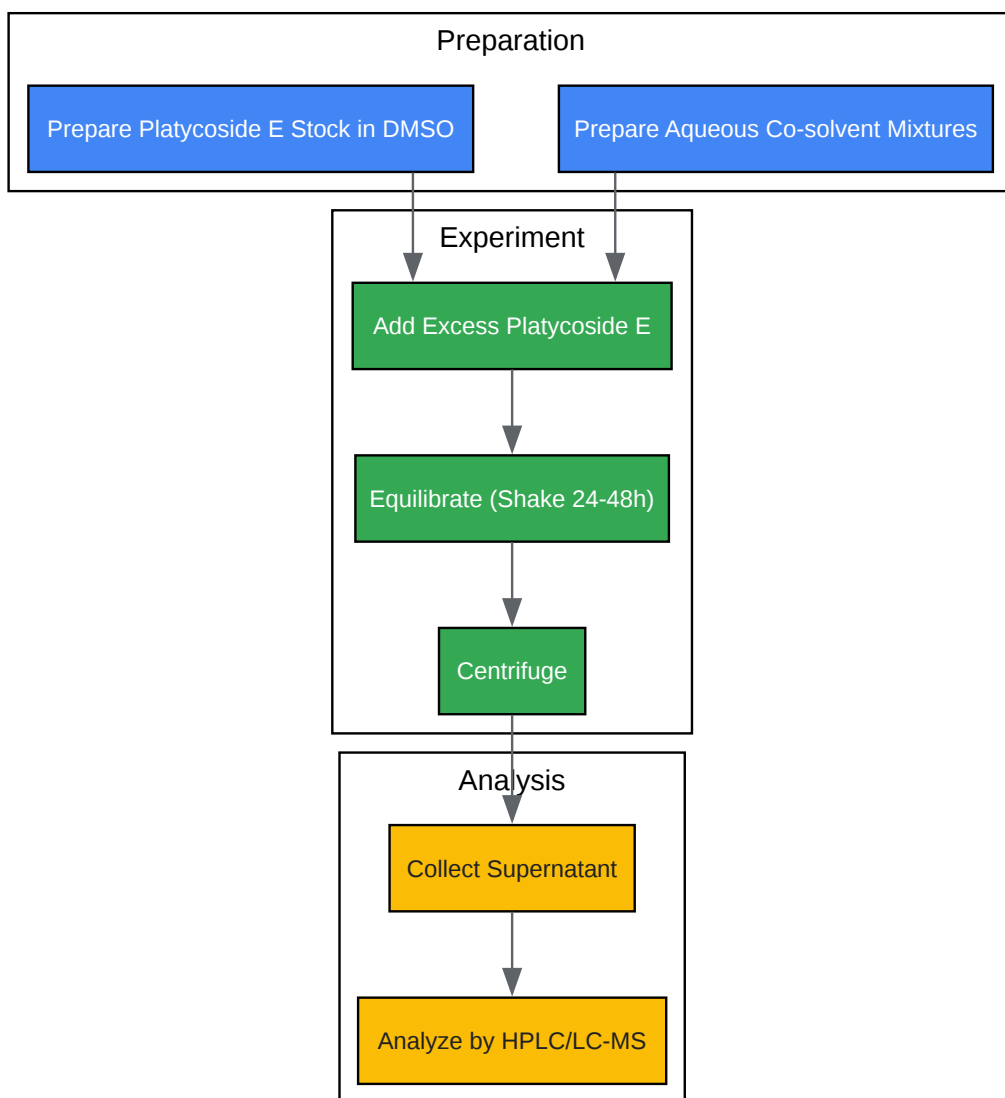 Preparation
Prepare Platycoside E Stock in DMSO
Prepare Aqueous Co-solvent Mixtures
Experiment
Add Excess Platycoside E
Equilibrate (Shake 24-48h)
Centrifuge
Analysis
Collect Supernatant
Analyze by HPLC/LC-MS